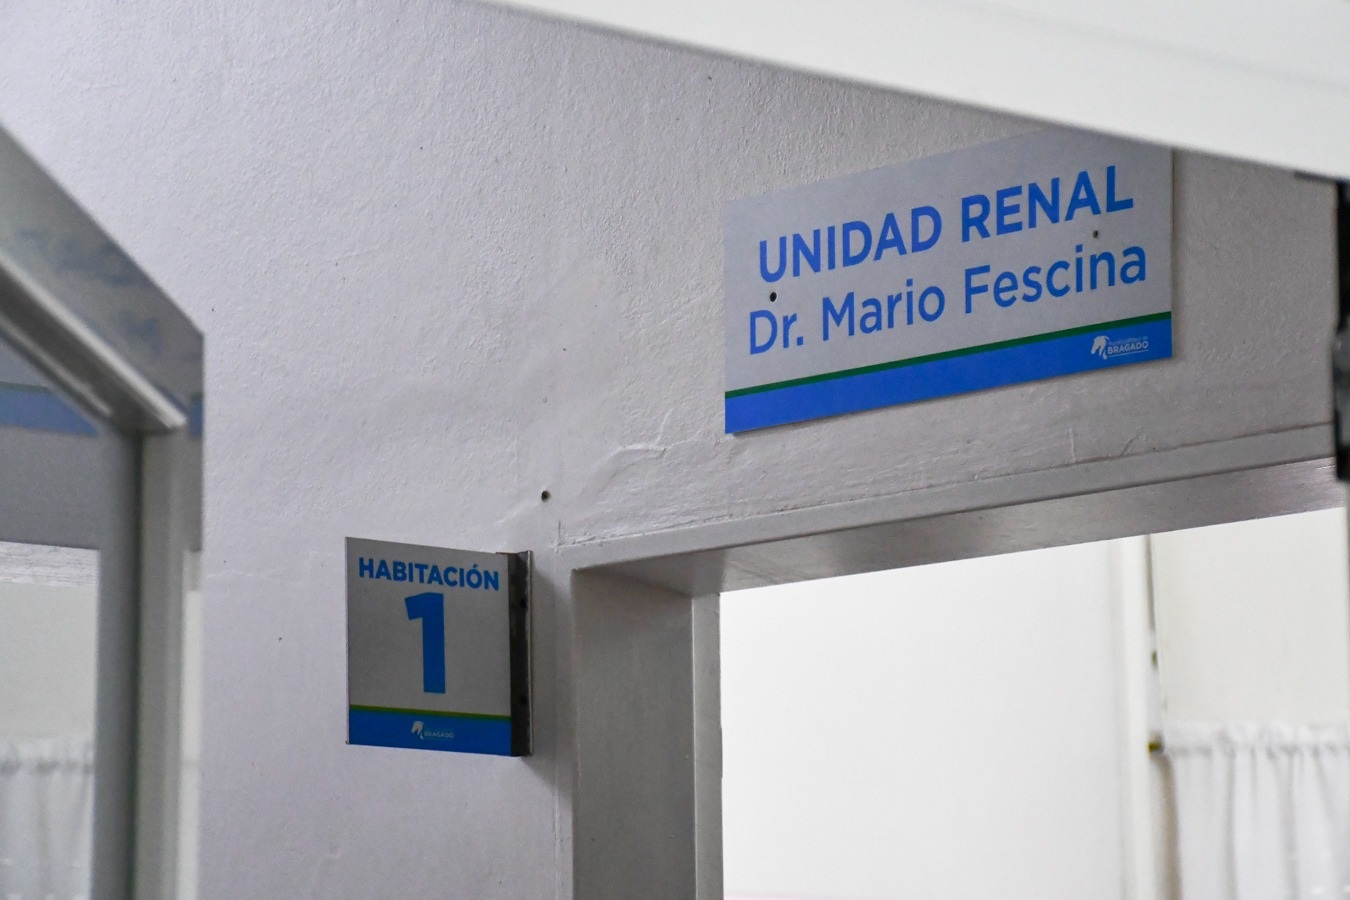 UNIDAD RENAL
Dr. Mario Fescina
BRAGADO
HABITACIÓN
1
BRAGADO